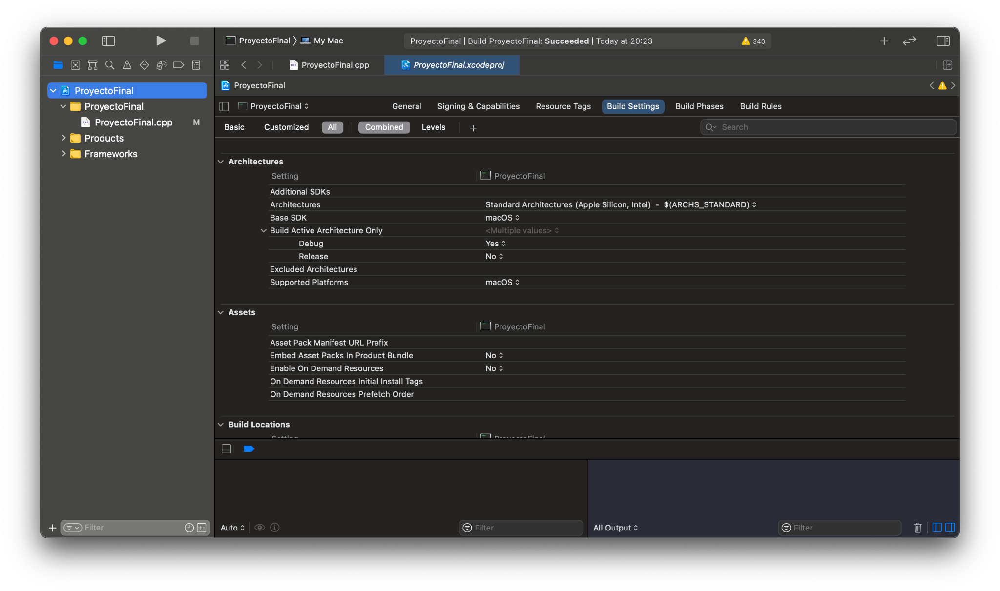 ProyectoFinal 〉 My Mac
ProyectoFinal | Build ProyectoFinal: Succeeded | Today at 20:23
340
ProyectoFinal.cpp
ProyectoFinal.xcodeproj
ProyectoFinal
ProyectoFinal
ProyectoFinal.cpp M
Products
Frameworks
Filter
ProyectoFinal
ProyectoFinal
General
Signing & Capabilities
Resource Tags
Build Settings
Build Phases
Build Rules
Basic
Customized
All
Combined
Levels
+
Search
Architectures
Setting ProyectoFinal
Additional SDKs
Architectures Standard Architectures (Apple Silicon, Intel) - $(ARCHS_STANDARD)
Base SDK macOS
Build Active Architecture Only <Multiple values>
Debug Yes
Release No
Excluded Architectures
Supported Platforms macOS
Assets
Setting ProyectoFinal
Asset Pack Manifest URL Prefix
Embed Asset Packs In Product Bundle No
Enable On Demand Resources No
On Demand Resources Initial Install Tags
On Demand Resources Prefetch Order
Build Locations
Setting ProyectoFinal
Auto
Filter
All Output
Filter